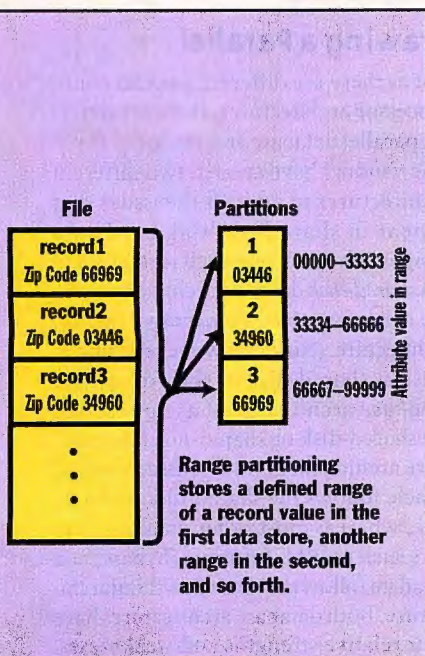 File
record1
Zip Code 66969
record2
Zip Code 03446
record3
Zip Code 34960
Partitions
1
03446
00000–33333
2
34960
33334–66666
3
66969
66667–99999
Attribute value in range
Range partitioning
stores a defined range
of a record value in the
first data store, another
range in the second,
and so forth.